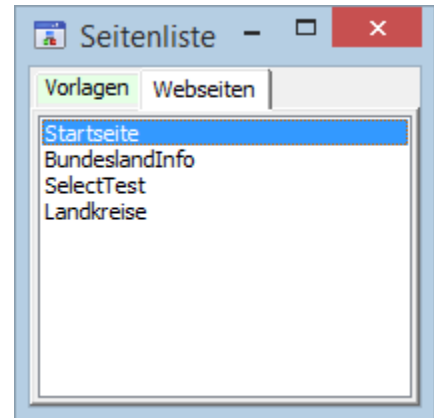 Seitenliste
Vorlagen Webseiten
Startseite
BundeslandInfo
SelectTest
Landkreise